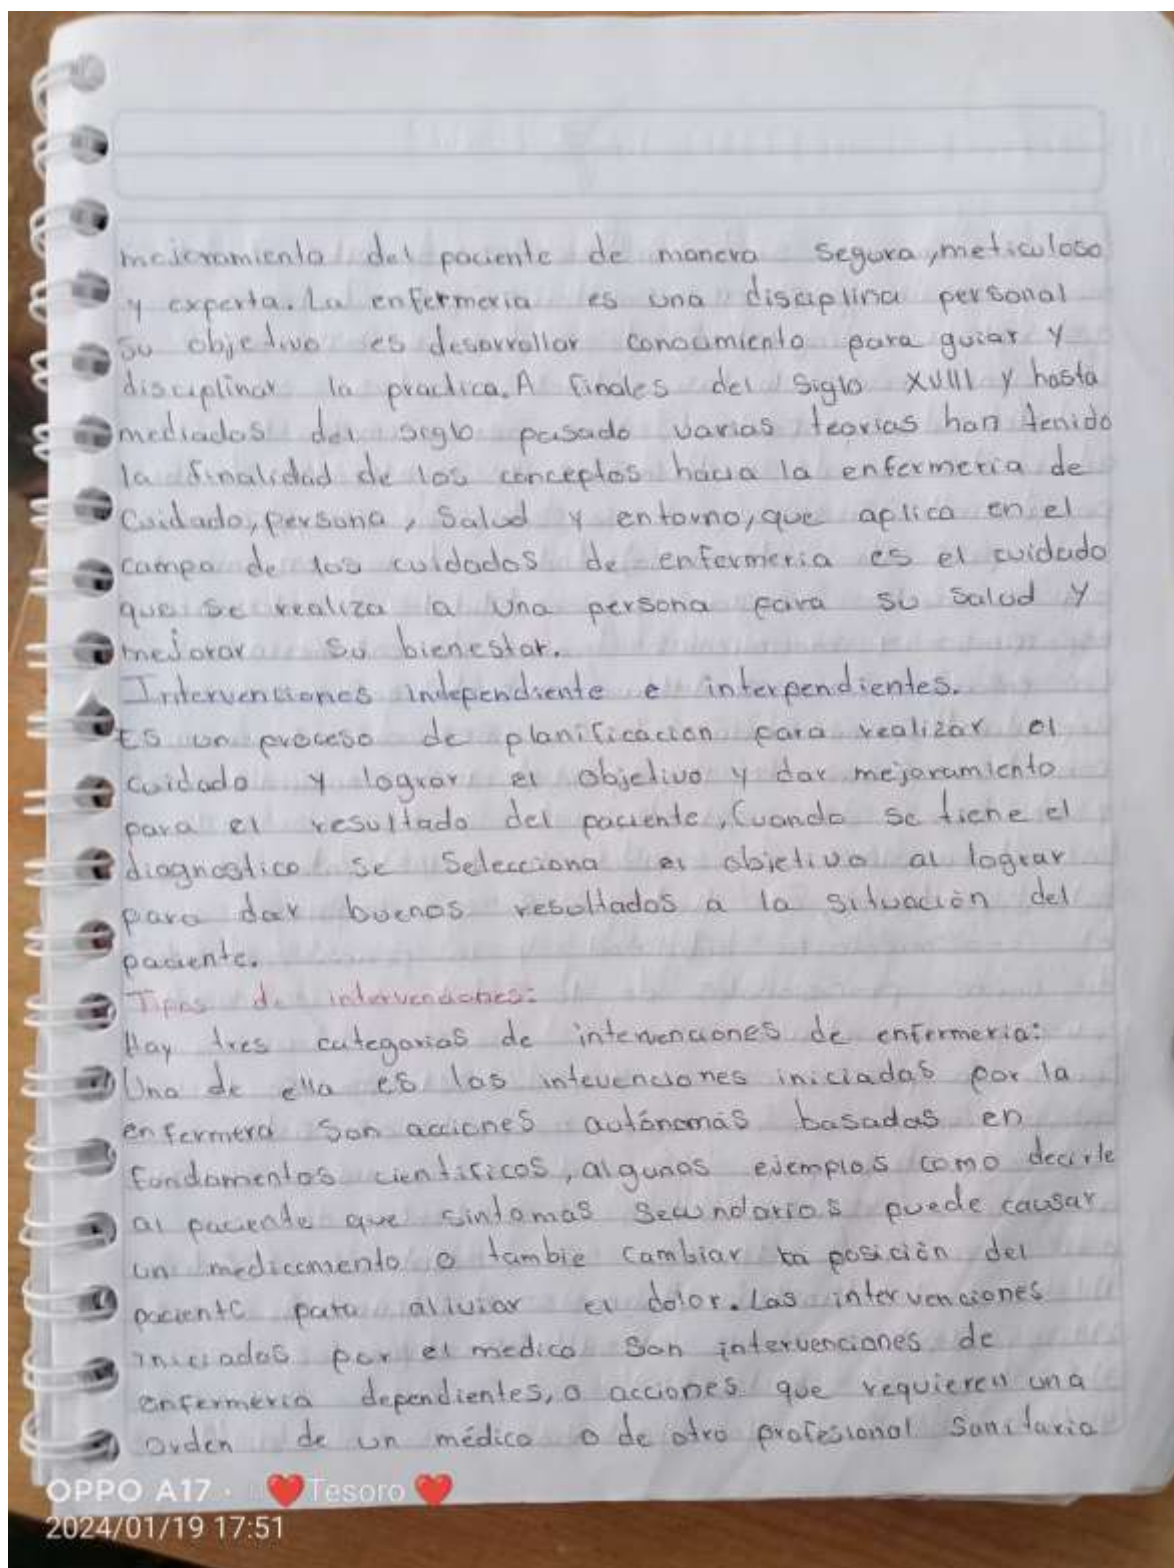 mejoramiento del paciente de manera segura, meticuloso
y experta. La enfermeria es una disciplina personal
su objetivo es desarrollar conocimiento para guiar y
disciplinar la practica. A finales del siglo XVIII y hasta
mediados del siglo pasado varias teorias han tenido
la finalidad de los conceptos hacia la enfermeria de
Cuidado, persona, Salud y entorno, que aplica en el
campo de los cuidados de enfermeria es el cuidado
que se realiza a una persona para su salud y
mejorar su bienestar.
Intervenciones independiente e interpendientes.
Es un proceso de planificacion para realizar el
cuidado y lograr el objetivo y dar mejoramiento
para el resultado del paciente, Cuando se tiene el
diagnostico se Selecciona el objetivo al lograr
para dar buenos resultados a la situación del
paciente.
Tipos de intervenciones:
Hay tres categorias de intervenciones de enfermeria:
Una de ella es las intevenciones iniciadas por la
enfermera son acciones autónomas basadas en
fundamentos cientificos, algunos ejemplos como decirle
al paciente que sintomas Secundarios puede causar
un medicamento o tambie cambiar la posición del
paciente para aliviar el dolor. Las intervenciones
iniciadas por el medico Son intervenciones de
enfermeria dependientes, o acciones que requieren una
orden de un médico o de otro profesional Sanitario
OPPO A17 · ❤️Tesoro❤️
2024/01/19 17:51